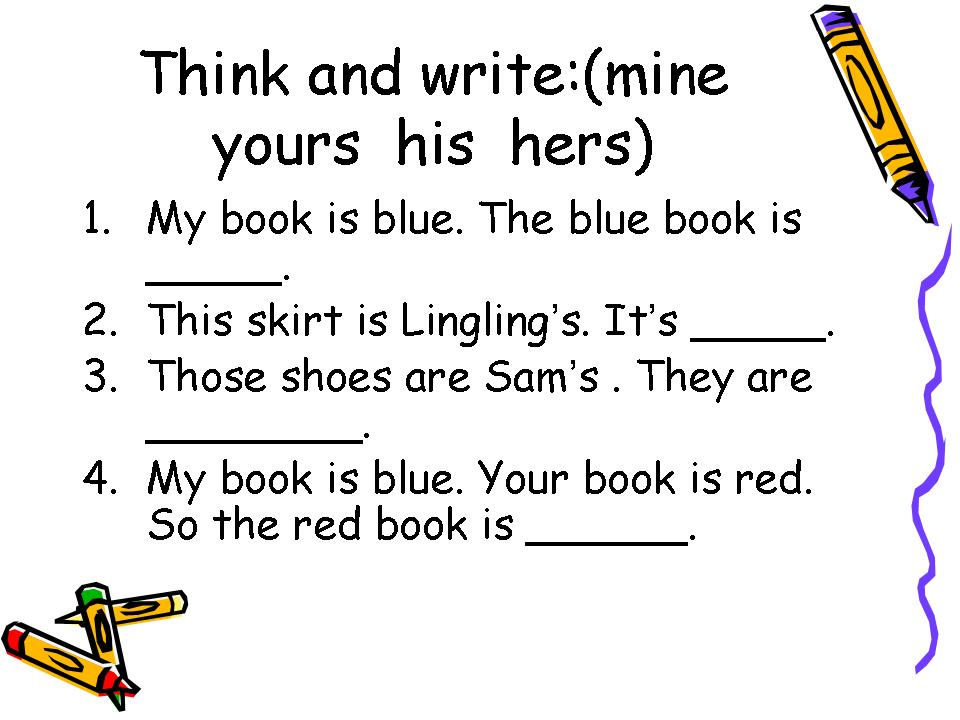 Think and write:(mine
yours his hers)
1. My book is blue. The blue book is
_____.
2. This skirt is Lingling’s. It’s _____.
3. Those shoes are Sam’s . They are
________.
4. My book is blue. Your book is red.
So the red book is ______.